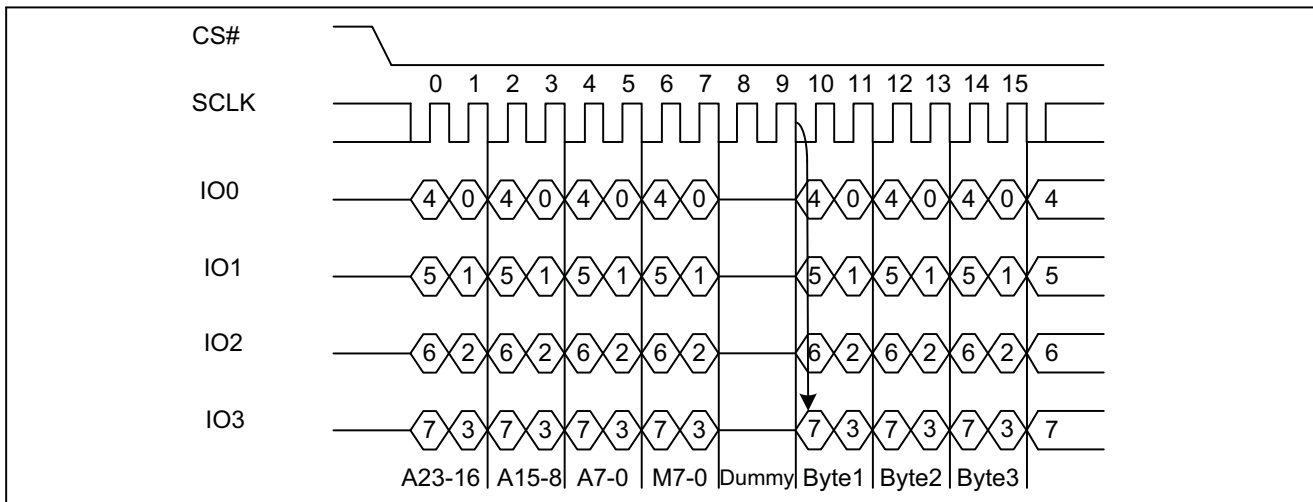 CS#
0 1 2 3 4 5 6 7 8 9 10 11 12 13 14 15
SCLK
IO0 4 0 4 0 4 0 4 0 4 0 4 0 4 0 4
IO1 5 1 5 1 5 1 5 1 5 1 5 1 5 1 5
IO2 6 2 6 2 6 2 6 2 6 2 6 2 6 2 6
IO3 7 3 7 3 7 3 7 3 7 3 7 3 7 3 7
A23-16 A15-8 A7-0 M7-0 Dummy Byte1 Byte2 Byte3